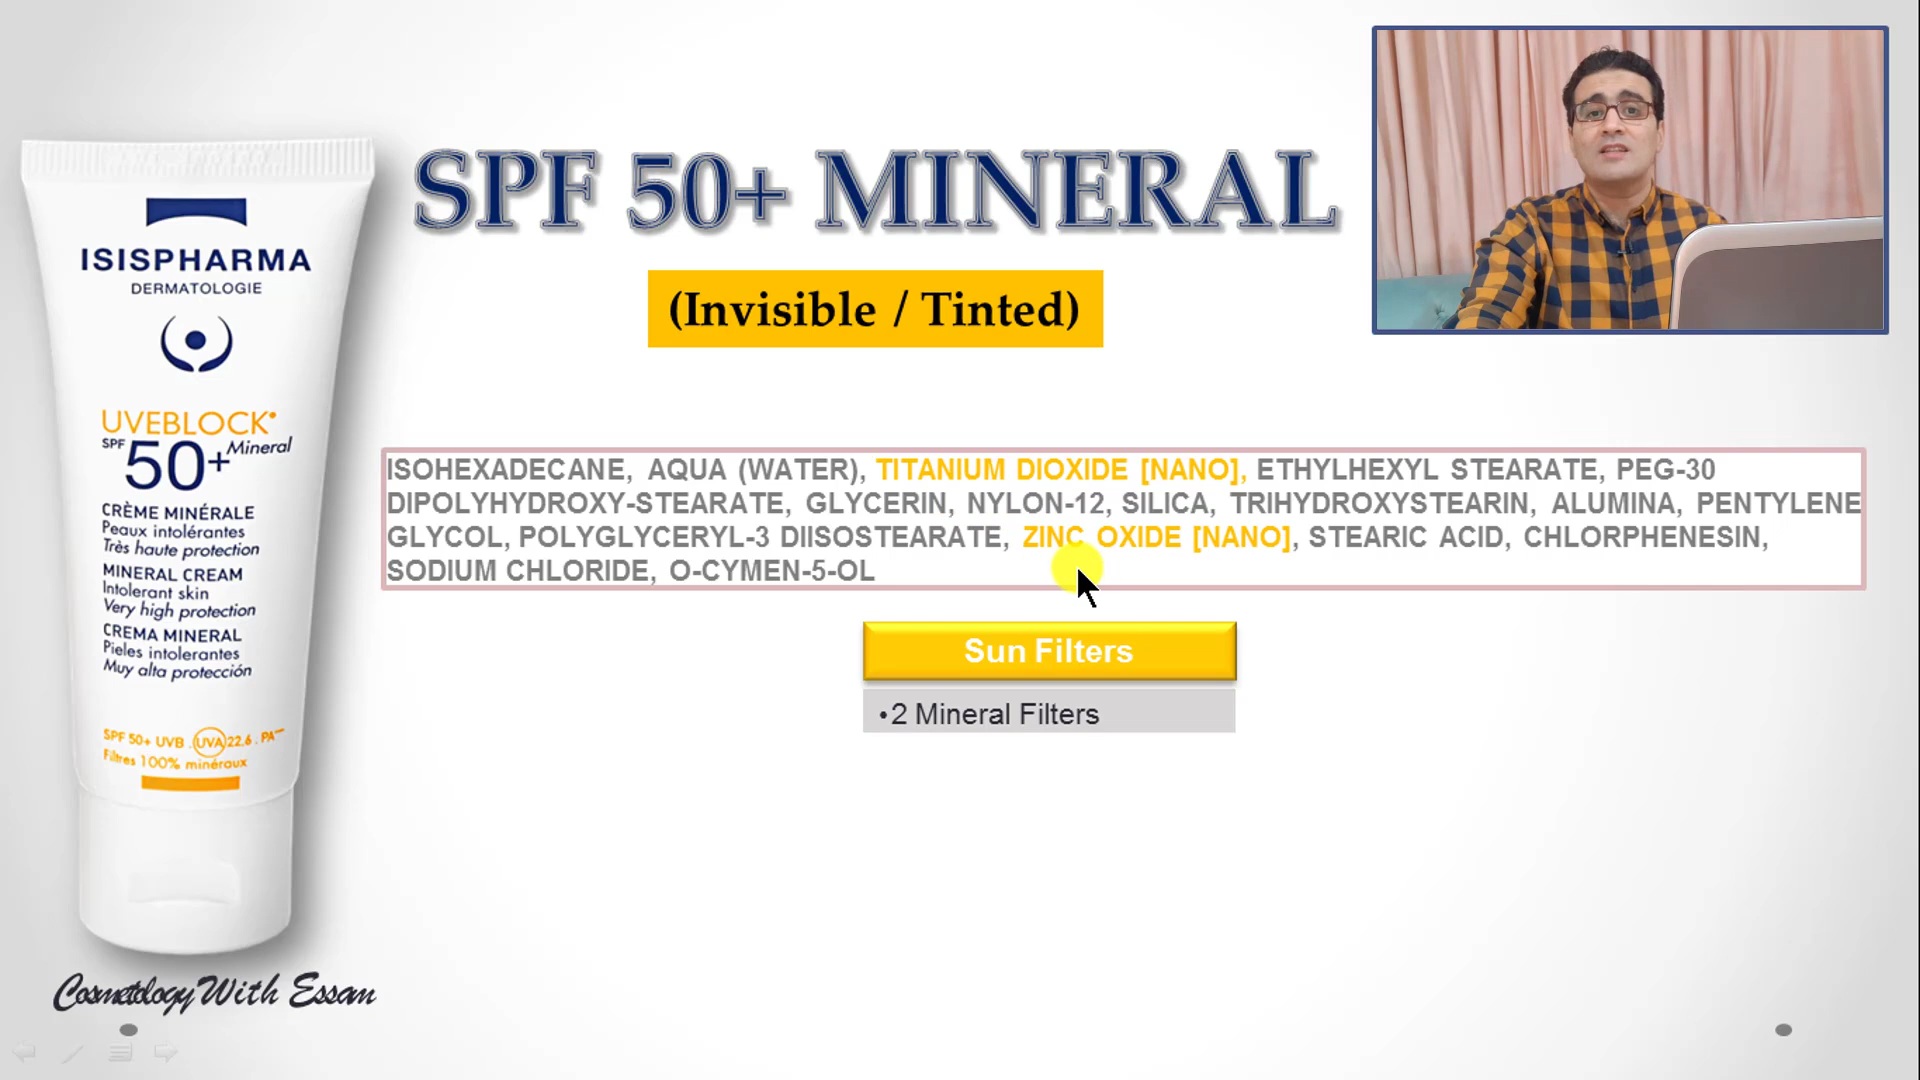 SPF 50+ MINERAL
(Invisible / Tinted)
ISISPHARMA
DERMATOLOGIE
UVEBLOCK
SPF 50+ Mineral
CRÈME MINÉRALE
Peaux intolérantes
Très haute protection
MINERAL CREAM
Intolerant skin
Very high protection
CREMA MINERAL
Pieles intolerantes
Muy alta protección
SPF 50+ UVB . UVA 22.6 . PA
Filtres 100% minéraux
ISOHEXADECANE, AQUA (WATER), TITANIUM DIOXIDE [NANO], ETHYLHEXYL STEARATE, PEG-30
DIPOLYHYDROXY-STEARATE, GLYCERIN, NYLON-12, SILICA, TRIHYDROXYSTEARIN, ALUMINA, PENTYLENE
GLYCOL, POLYGLYCERYL-3 DIISOSTEARATE, ZINC OXIDE [NANO], STEARIC ACID, CHLORPHENESIN,
SODIUM CHLORIDE, O-CYMEN-5-OL
Sun Filters
•2 Mineral Filters
Cosmetology With Essam